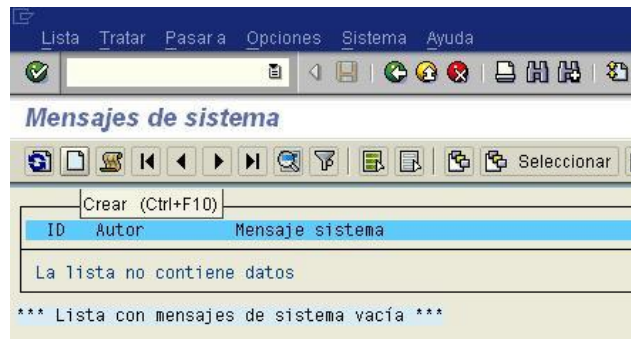 Lista Tratar Pasar a Opciones Sistema Ayuda
Mensajes de sistema
Seleccionar
Crear (Ctrl+F10)
ID Autor Mensaje sistema
La lista no contiene datos
*** Lista con mensajes de sistema vacía ***